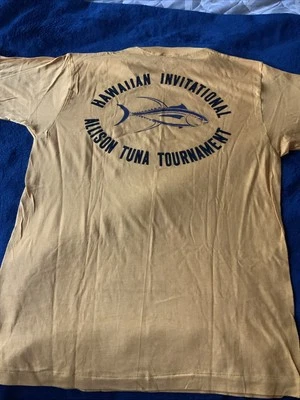 HAWAIIAN INVITATIONAL
ALLISON TUNA TOURNAMENT